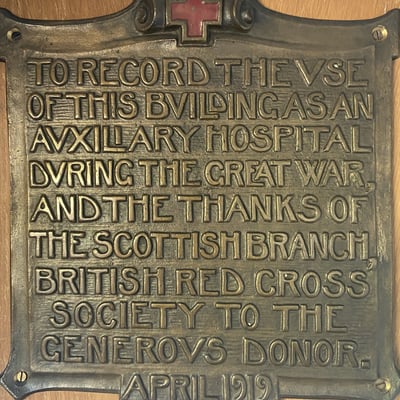 TO RECORD THE VSE
OF THIS BVILDING AS AN
AVXILIARY HOSPITAL
DVRING THE GREAT WAR,
AND THE THANKS OF
THE SCOTTISH BRANCH,
BRITISH RED CROSS
SOCIETY TO THE
GENEROVS DONOR.
APRIL 1919